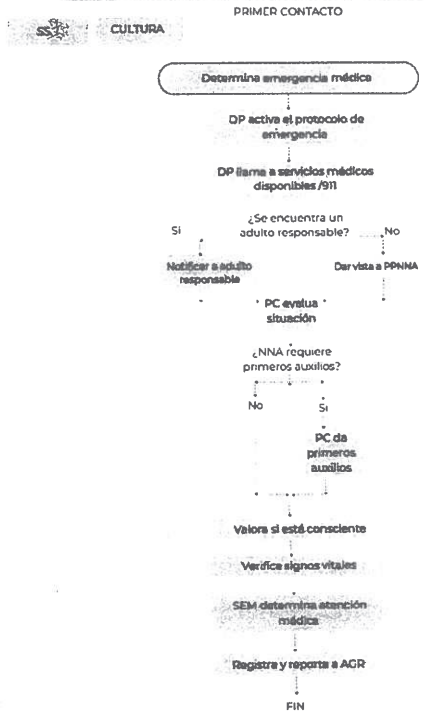 PRIMER CONTACTO
CULTURA
Determina emergencia médica
DP activa el protocolo de
emergencia
DP llama a servicios médicos
disponibles /911
¿Se encuentra un
adulto responsable?
Si
No
Notificar a adulto
responsable
Dar vista a PPNNA
PC evalua
situación
¿NNA requiere
primeros auxilios?
No
Si
PC da
primeros
auxilios
Valora si está consciente
Verifica signos vitales
SEM determina atención
médica
Registra y reporta a AGR
FIN